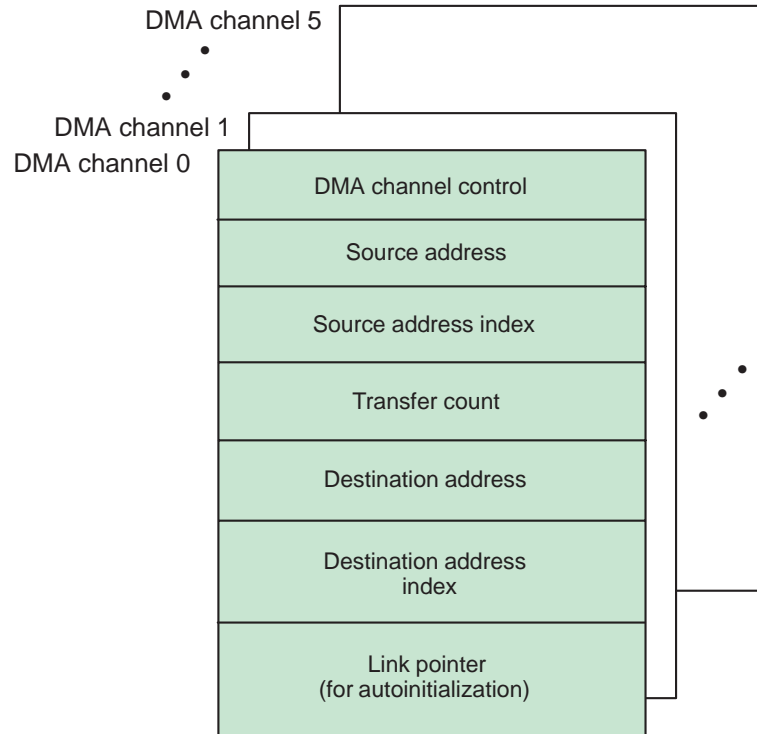 DMA channel 5
DMA channel 1
DMA channel 0
DMA channel control
Source address
Source address index
Transfer count
Destination address
Destination address
index
Link pointer
(for autoinitialization)